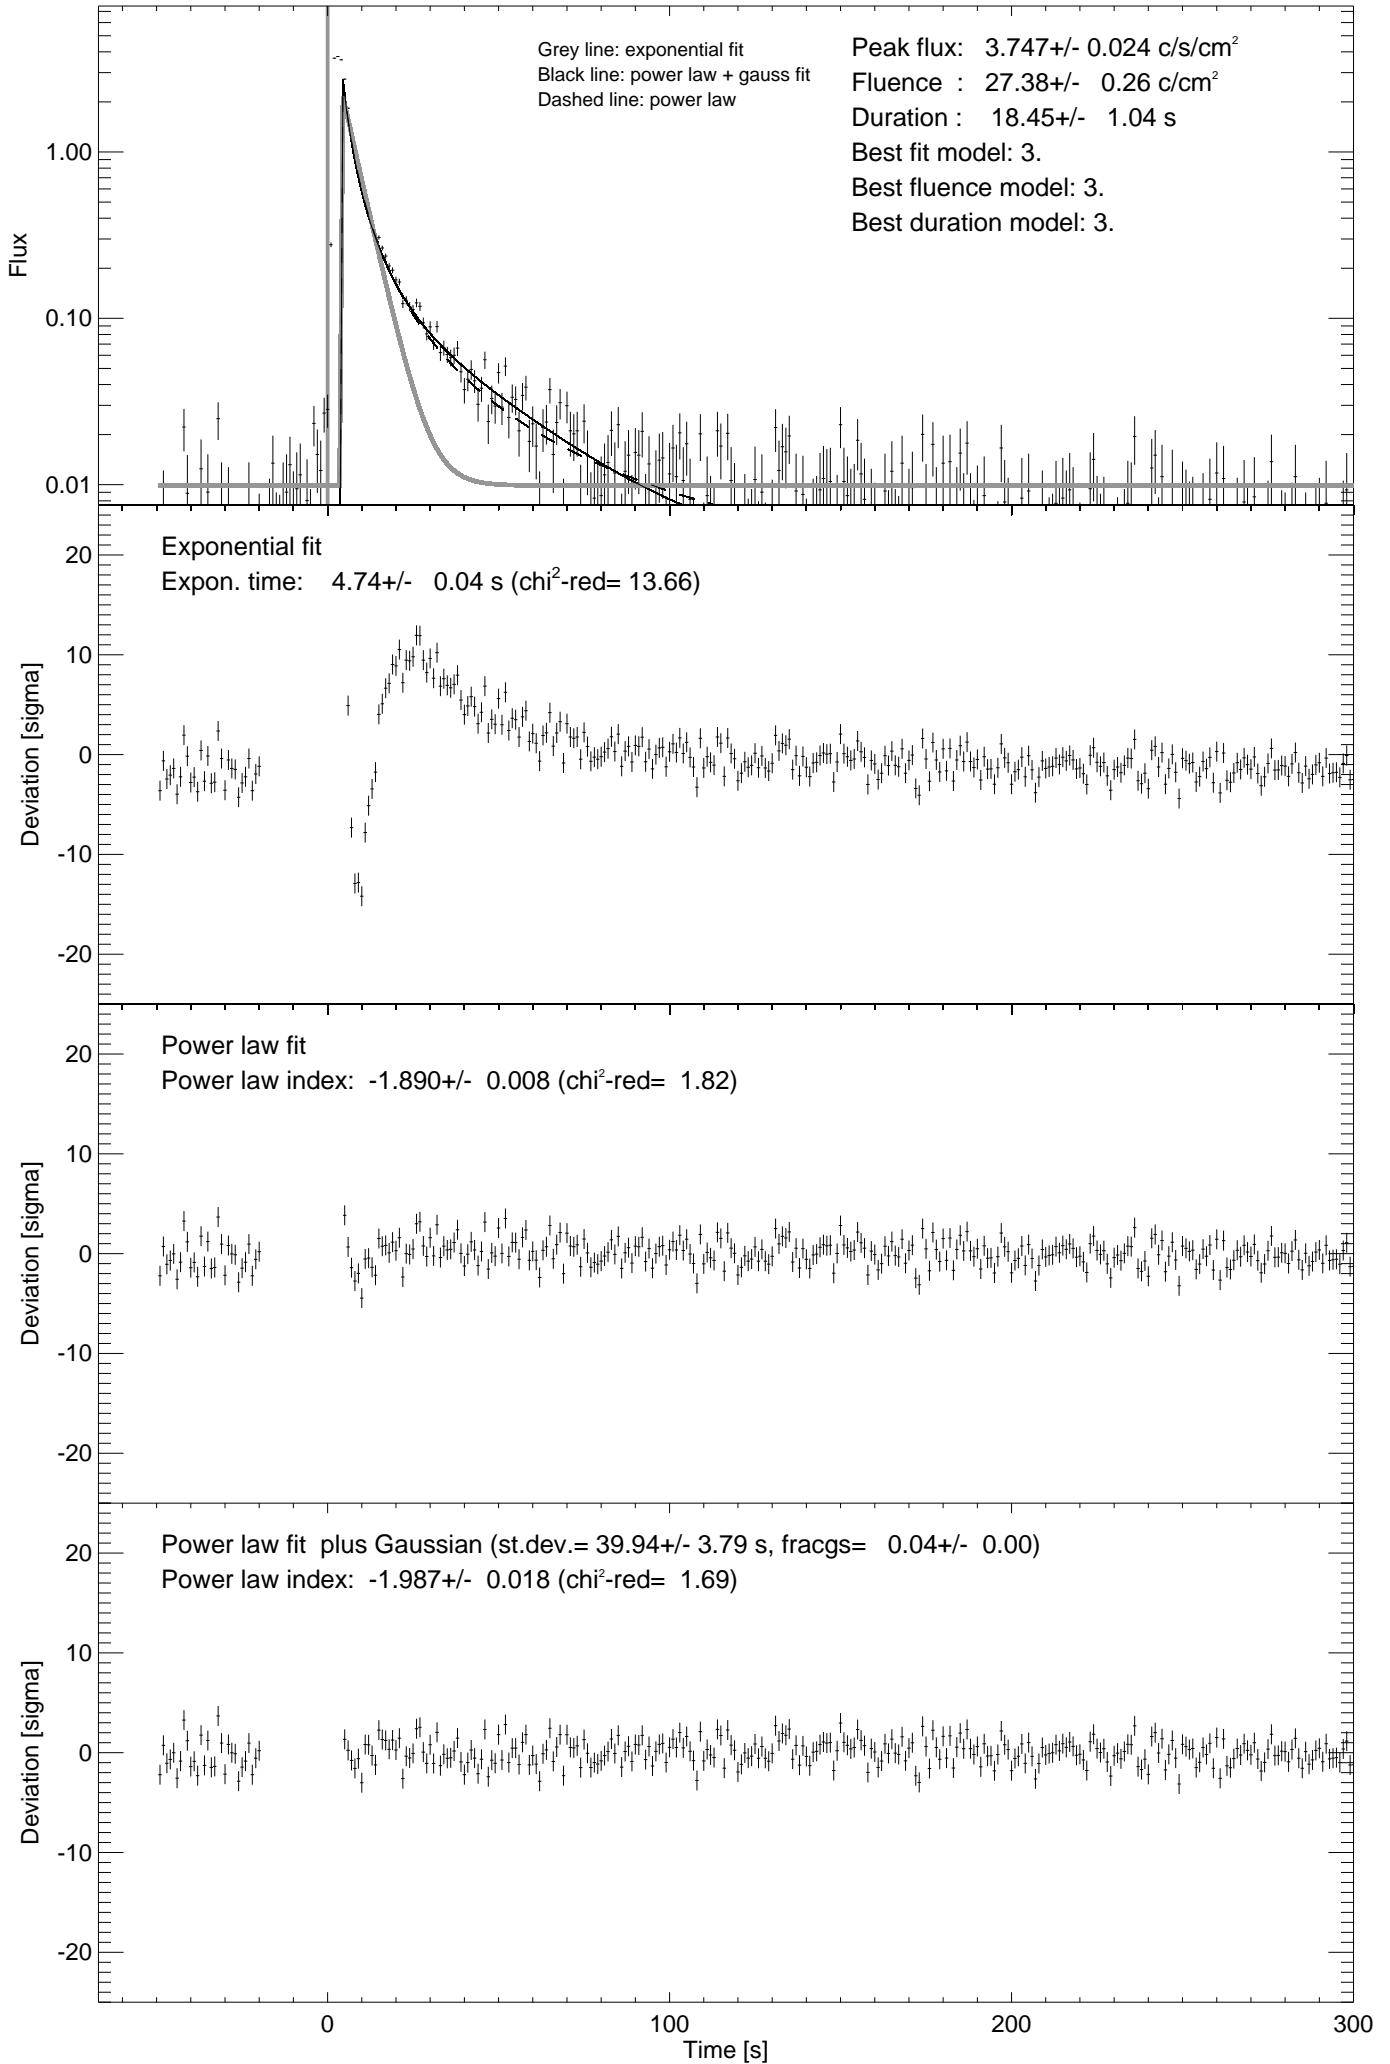 Grey line: exponential fit
Black line: power law + gauss fit
Dashed line: power law
Peak flux: 3.747+/- 0.024 c/s/cm²
Fluence : 27.38+/- 0.26 c/cm²
Duration : 18.45+/- 1.04 s
Best fit model: 3.
Best fluence model: 3.
Best duration model: 3.
Flux
1.00
0.10
0.01
Exponential fit
Expon. time: 4.74+/- 0.04 s (chi²-red= 13.66)
Deviation [sigma]
20
10
0
-10
-20
Power law fit
Power law index: -1.890+/- 0.008 (chi²-red= 1.82)
Deviation [sigma]
20
10
0
-10
-20
Power law fit plus Gaussian (st.dev.= 39.94+/- 3.79 s, fracgs= 0.04+/- 0.00)
Power law index: -1.987+/- 0.018 (chi²-red= 1.69)
Deviation [sigma]
20
10
0
-10
-20
0 100 200 300
Time [s]